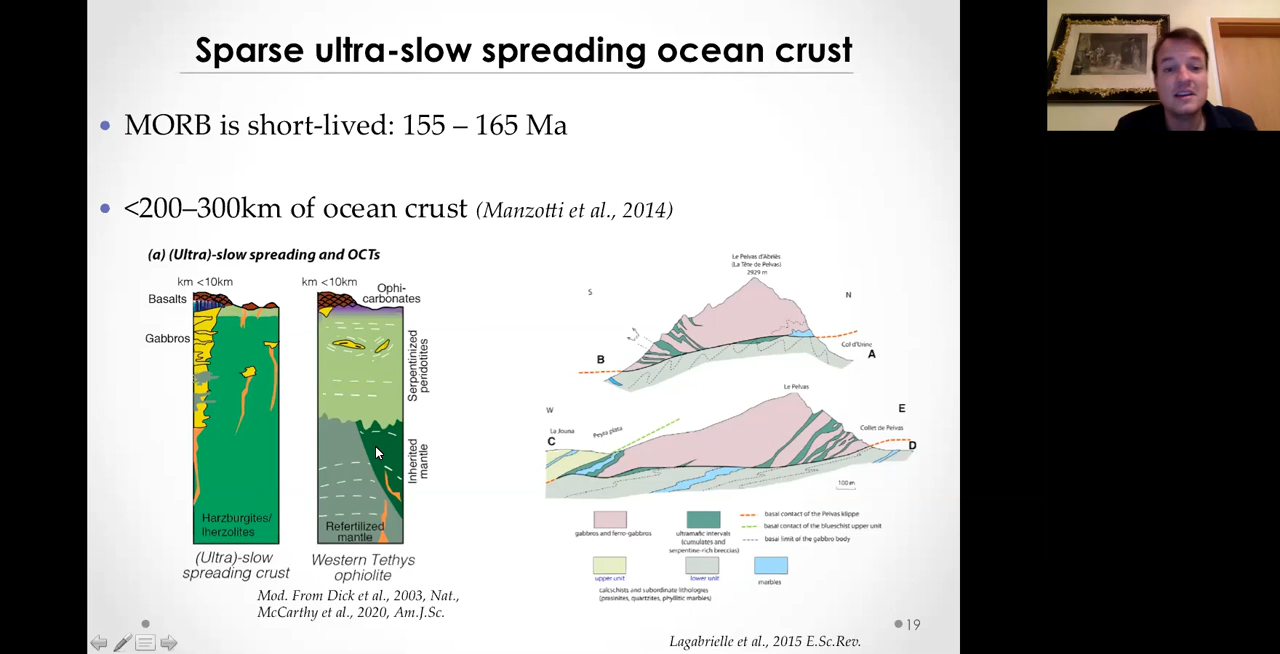 Sparse ultra-slow spreading ocean crust
MORB is short-lived: 155 – 165 Ma
<200–300km of ocean crust (Manzotti et al., 2014)
(a) (Ultra)-slow spreading and OCTs
km <10km
km <10km
Basalts
Gabbros
Ophi-
carbonates
Serpentinized
peridotites
Inherited
mantle
Harzburgites/
lherzolites
Refertilized
mantle
(Ultra)-slow
spreading crust
Western Tethys
ophiolite
Mod. From Dick et al., 2003, Nat.,
McCarthy et al., 2020, Am.J.Sc.
Le Pelvas d'Abriès
(La Tête de Pelvas)
2929 m
S
N
B
Col d'Urine
A
Le Pelvas
W
E
La Jouna
Peyra plata
Collet de Pelvas
C
D
100 m
gabbros and ferro-gabbros
ultramafic intervals
(cumulates and
serpentine-rich breccias)
basal contact of the Pelvas klippe
basal contact of the blueschist upper unit
basal limit of the gabbro body
upper unit
lower unit
marbles
calcschists and subordinate lithologies
(prasinites, quartzites, phyllitic marbles)
19
Lagabrielle et al., 2015 E.Sc.Rev.